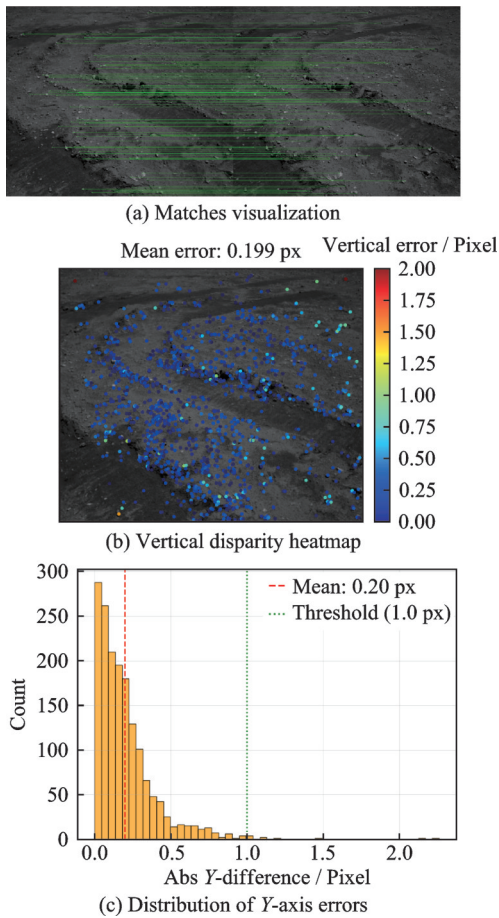 (a) Matches visualization
Mean error: 0.199 px
Vertical error / Pixel
2.00
1.75
1.50
1.25
1.00
0.75
0.50
0.25
0.00
(b) Vertical disparity heatmap
300
250
200
150
100
50
0
Count
Mean: 0.20 px
Threshold (1.0 px)
0.0 0.5 1.0 1.5 2.0
Abs Y-difference / Pixel
(c) Distribution of Y-axis errors